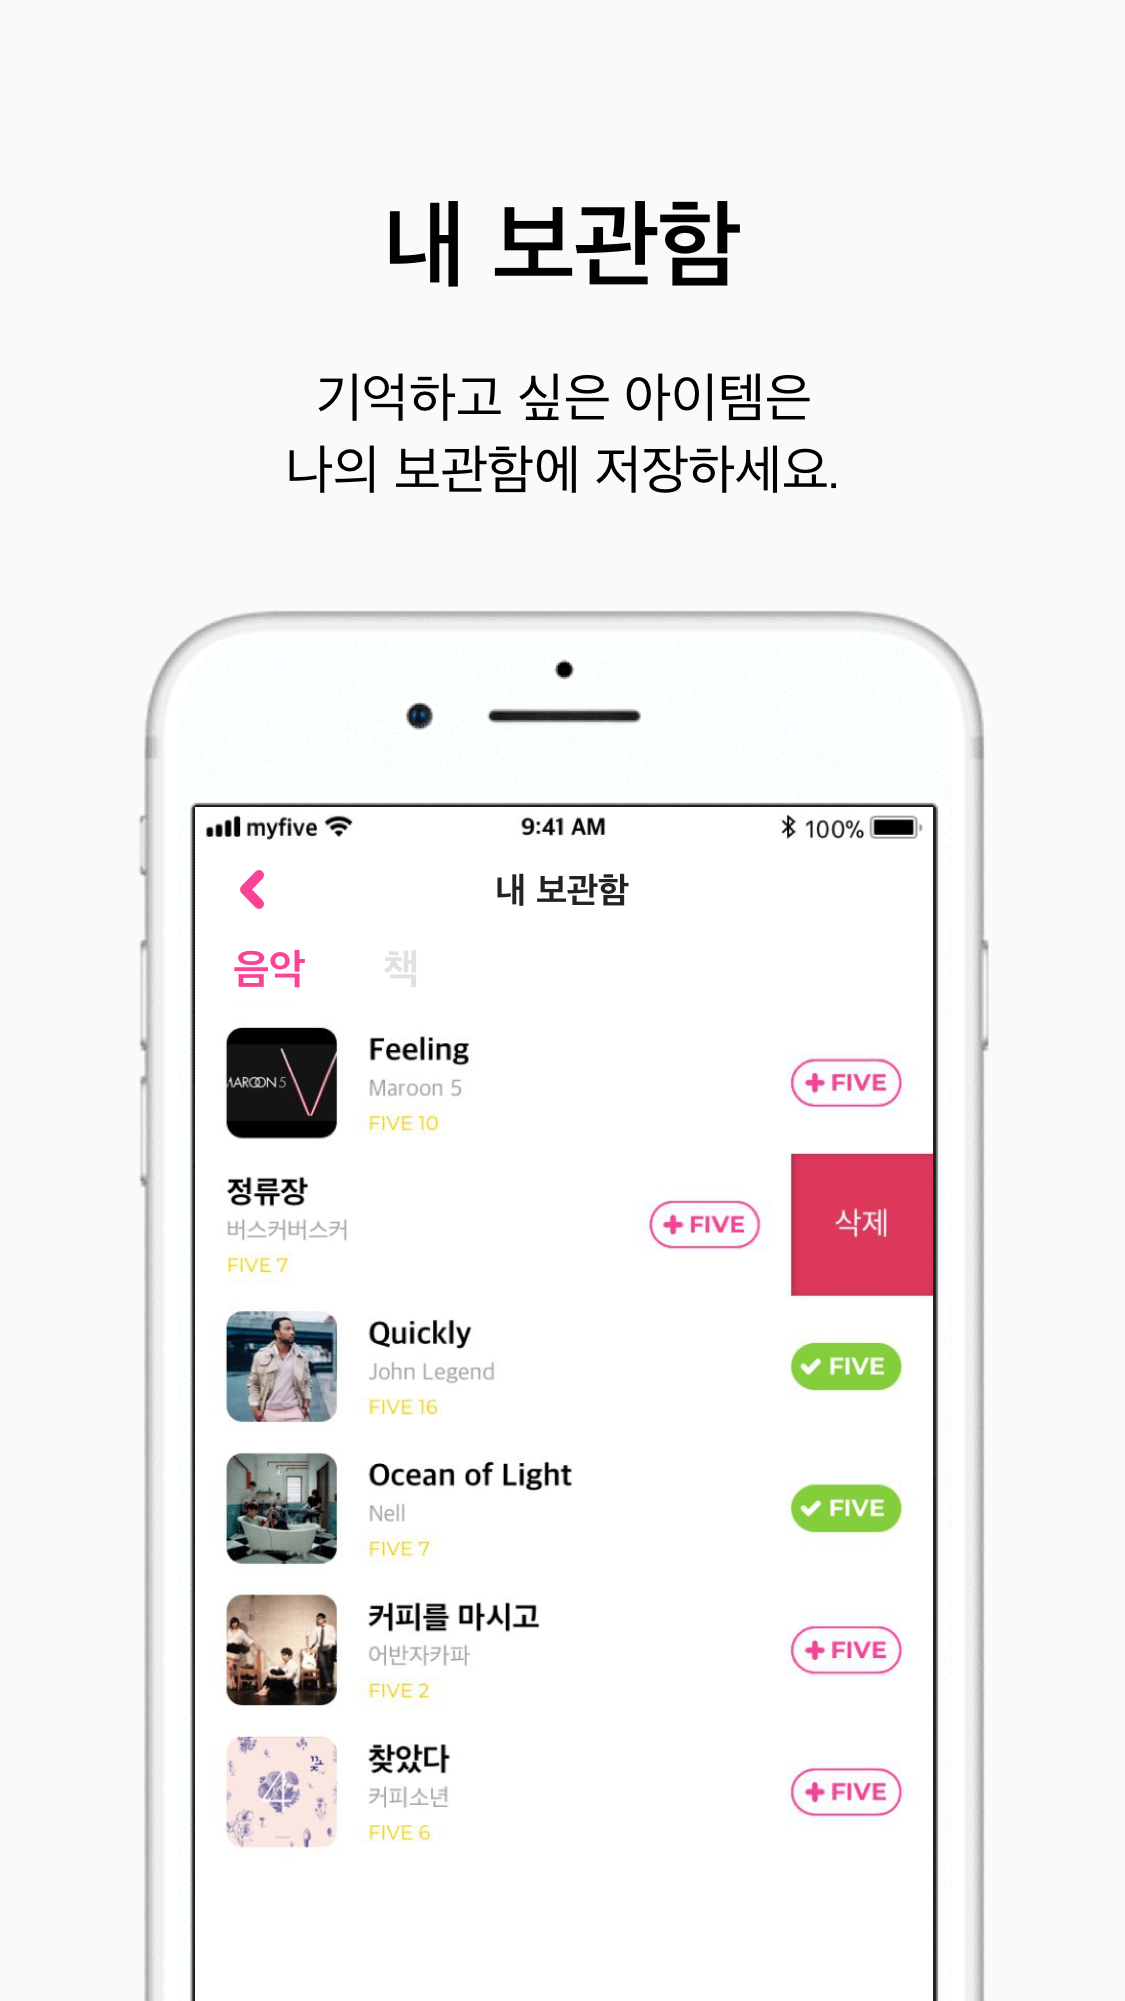 내 보관함
기억하고 싶은 아이템은
나의 보관함에 저장하세요.
myfive 9:41 AM 100%
내 보관함
음악 책
MAROON 5 V
Feeling
Maroon 5
FIVE 10
FIVE
정류장
버스커버스커
FIVE 7
FIVE
삭제
Quickly
John Legend
FIVE 16
FIVE
Ocean of Light
Nell
FIVE 7
FIVE
커피를 마시고
어반자카파
FIVE 2
FIVE
꽃
4
찾았다
커피소년
FIVE 6
FIVE